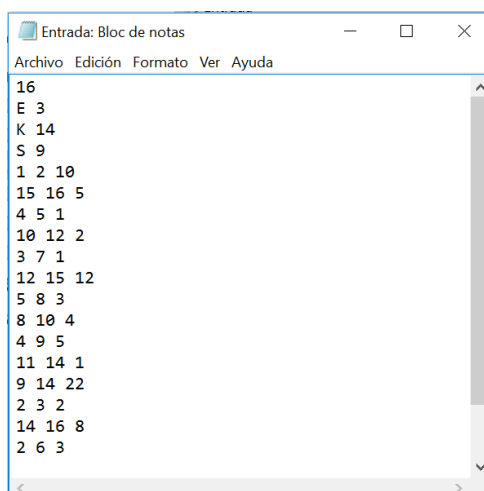 Entrada: Bloc de notas
Archivo Edición Formato Ver Ayuda
16
E 3
K 14
S 9
1 2 10
15 16 5
4 5 1
10 12 2
3 7 1
12 15 12
5 8 3
8 10 4
4 9 5
11 14 1
9 14 22
2 3 2
14 16 8
2 6 3